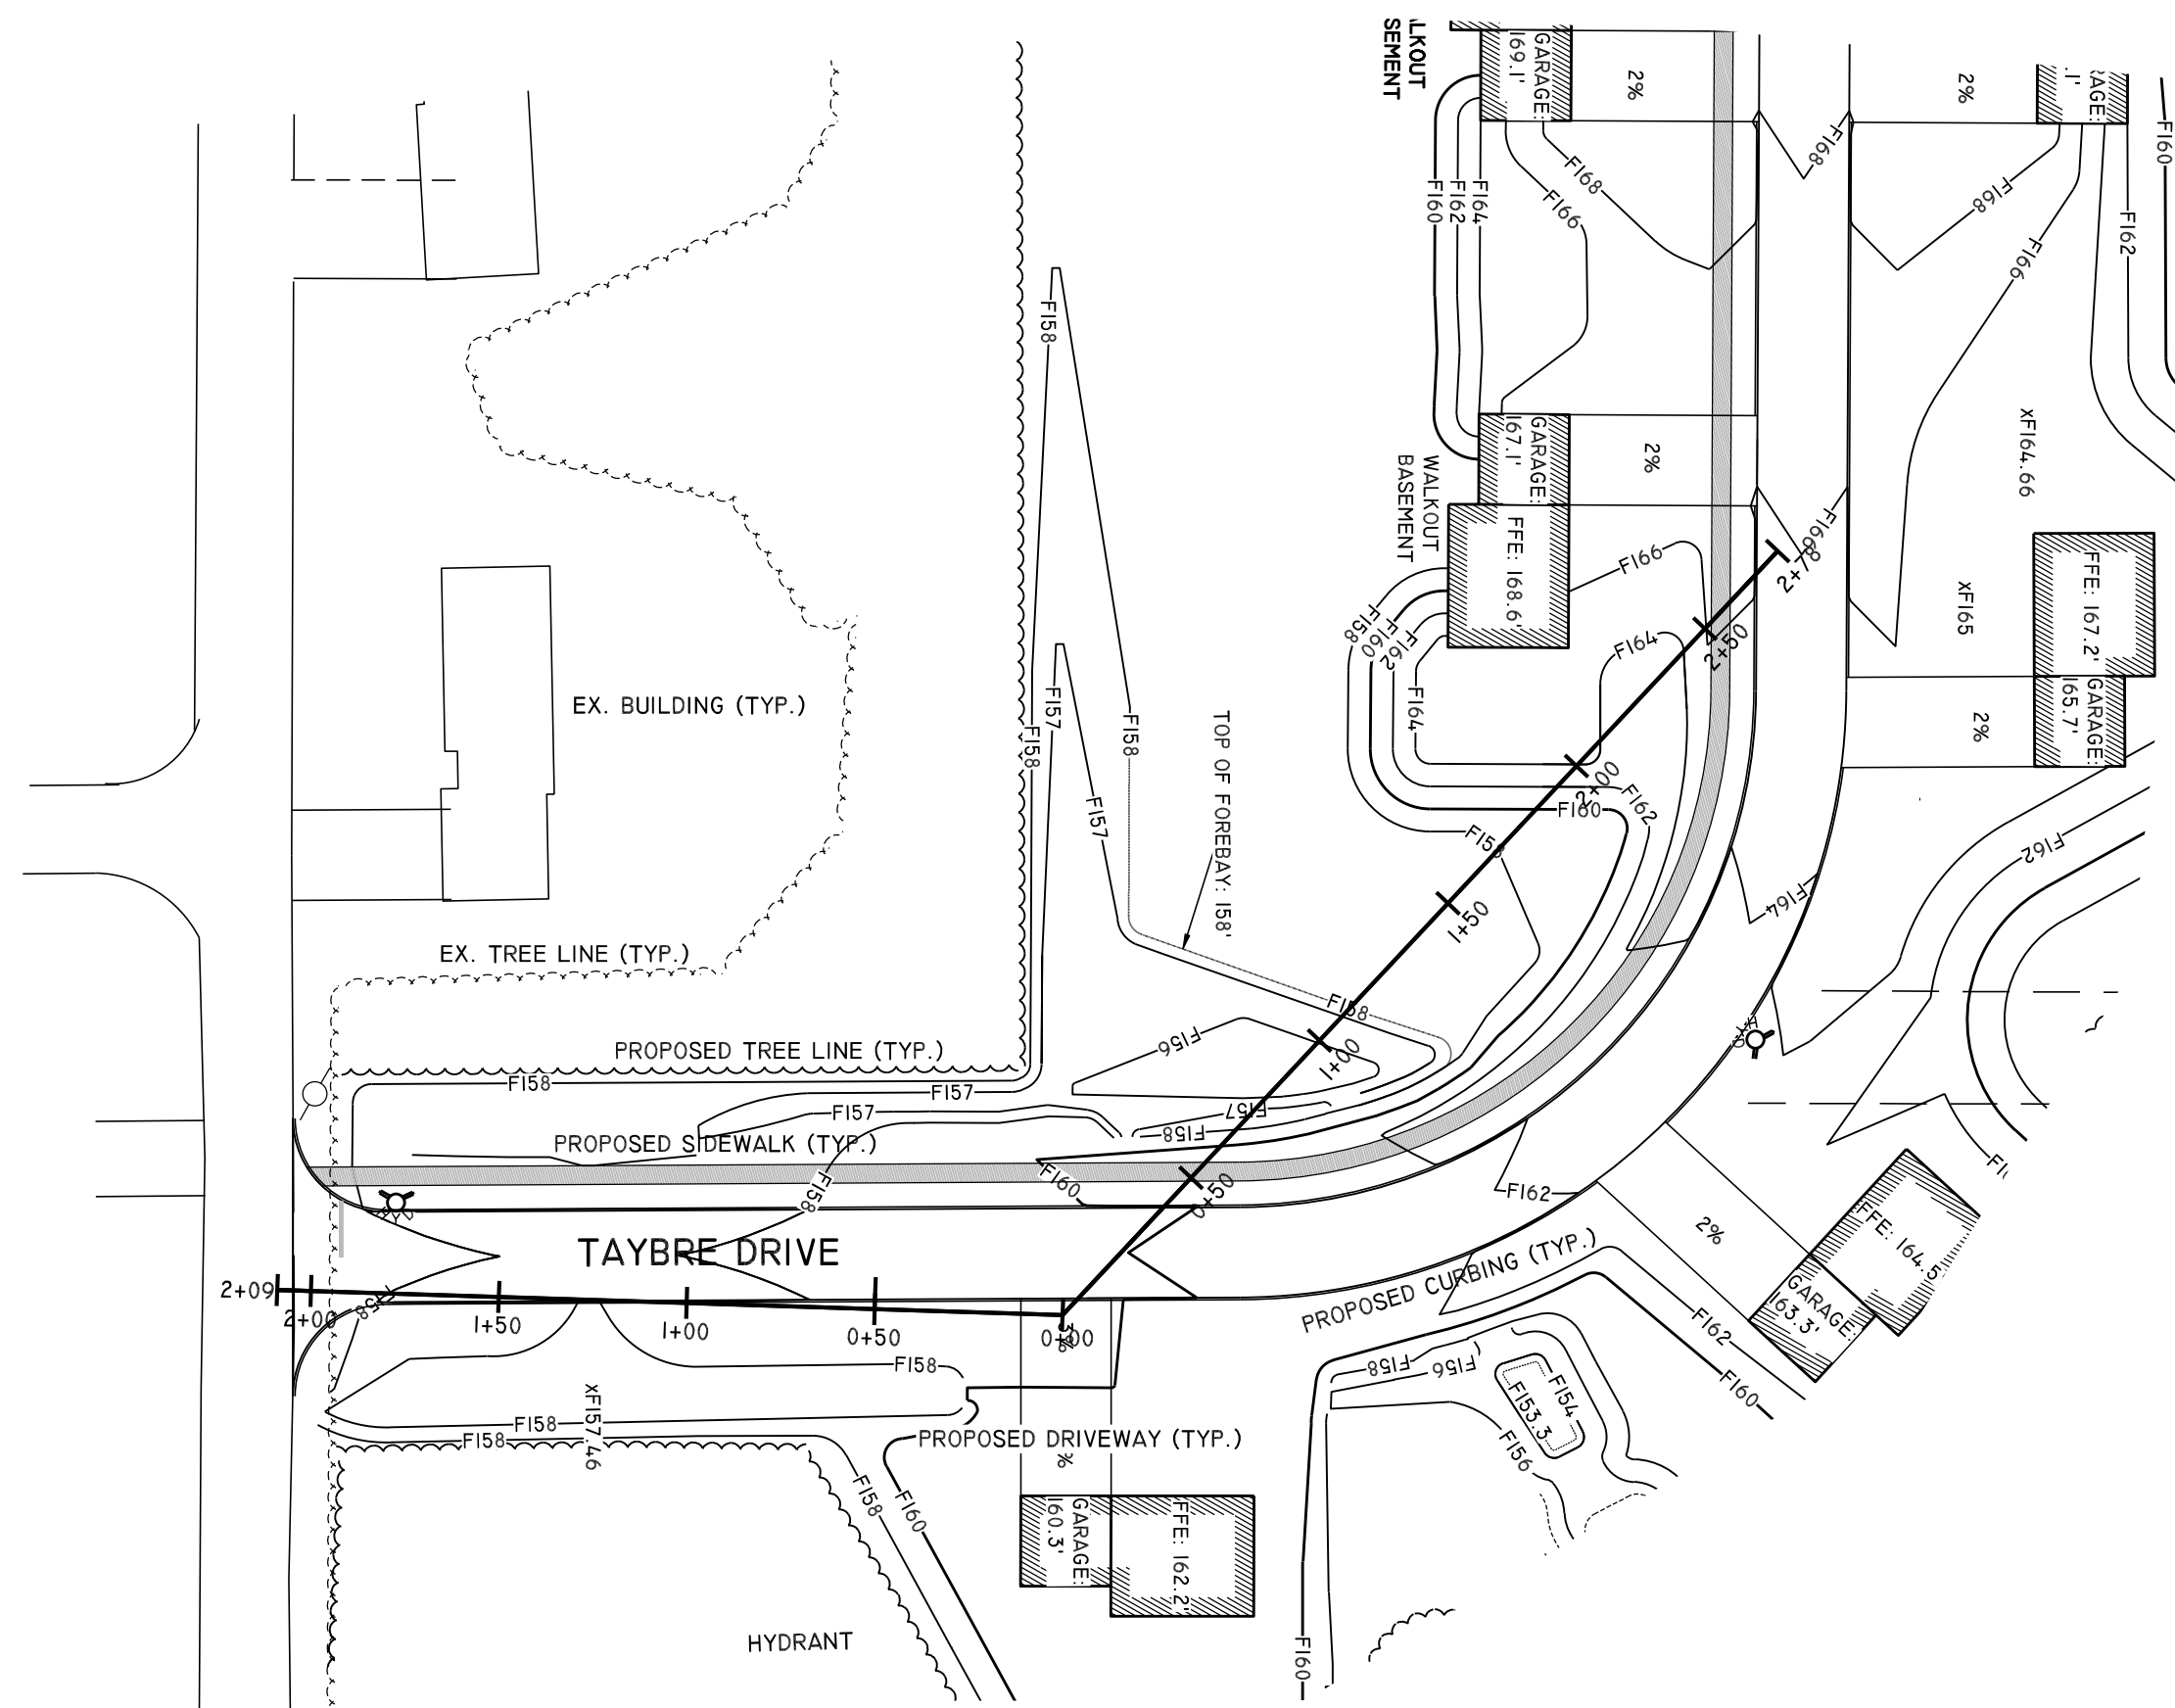 LKOUT
SEMENT
GARAGE:
169.1'
2%
F168
2%
.1'
F160
F160
F162
F164
F168
F166
F168
F166
F162
F158
GARAGE:
167.1'
2%
WALKOUT
BASEMENT
FFE: 168.6'
F166
F166
2+78
xF164.66
xF165
FFE: 167.2'
GARAGE:
165.7'
2%
F158
F160
F162
F164
F164
2+50
F157
F158
F158
EX. BUILDING (TYP.)
TOP OF FOREBAY: 158'
F157
2+00
F160
F162
F158
F162
F164
1+50
EX. TREE LINE (TYP.)
F158
F156
1+00
PROPOSED TREE LINE (TYP.)
F158
F157
F157
F157
F158
PROPOSED SIDEWALK (TYP.)
F158
F160
0+50
F162
HYD
TAYBRE DRIVE
2+09
2+00
F158
1+50
1+00
0+50
0+00
PROPOSED CURBING (TYP.)
2%
FFE: 164.5
GARAGE:
163.3'
F162
F160
F158
F158
F156
F154
F153.3
F156
xF157.46
F158
F158
PROPOSED DRIVEWAY (TYP.)
%
F158
F160
GARAGE:
160.3'
FFE: 162.2'
HYDRANT
F160